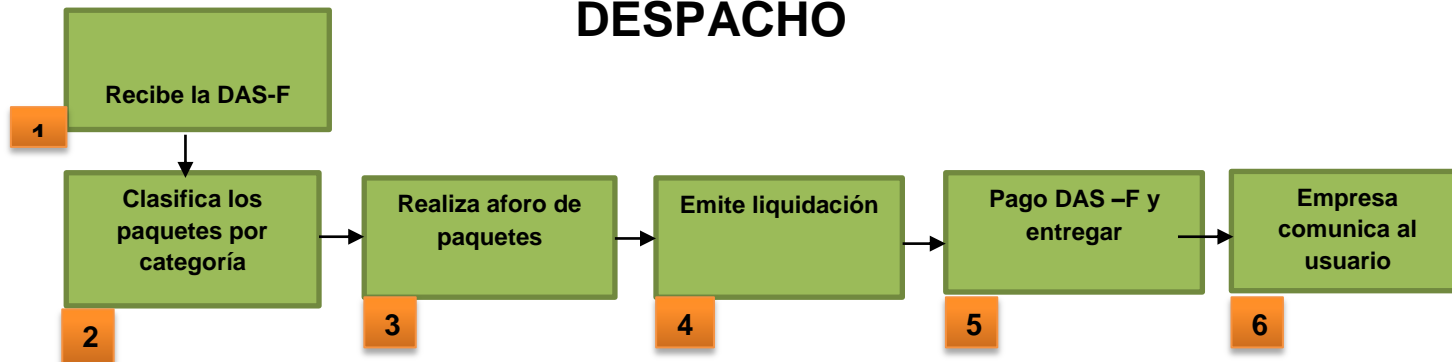 DESPACHO
Recibe la DAS-F
1
Clasifica los
paquetes por
categoría
2
Realiza aforo de
paquetes
3
Emite liquidación
4
Pago DAS –F y
entregar
5
Empresa
comunica al
usuario
6